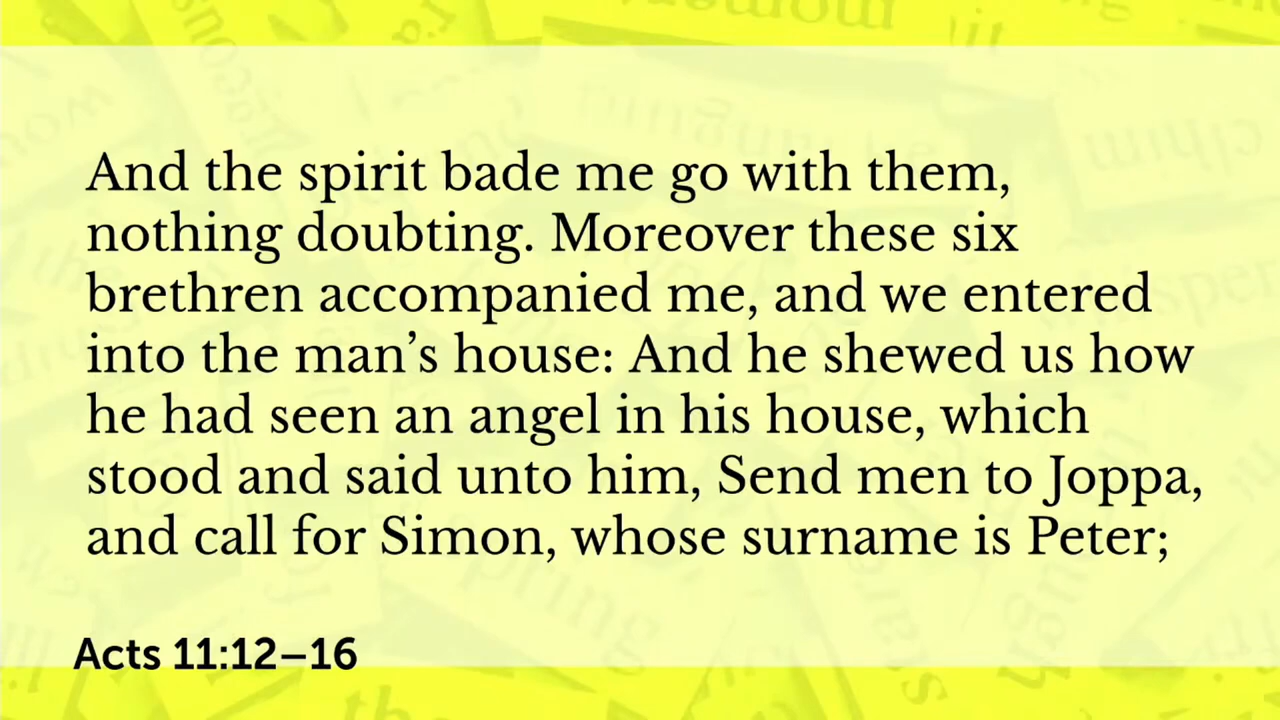 And the spirit bade me go with them,
nothing doubting. Moreover these six
brethren accompanied me, and we entered
into the man’s house: And he shewed us how
he had seen an angel in his house, which
stood and said unto him, Send men to Joppa,
and call for Simon, whose surname is Peter;
Acts 11:12–16